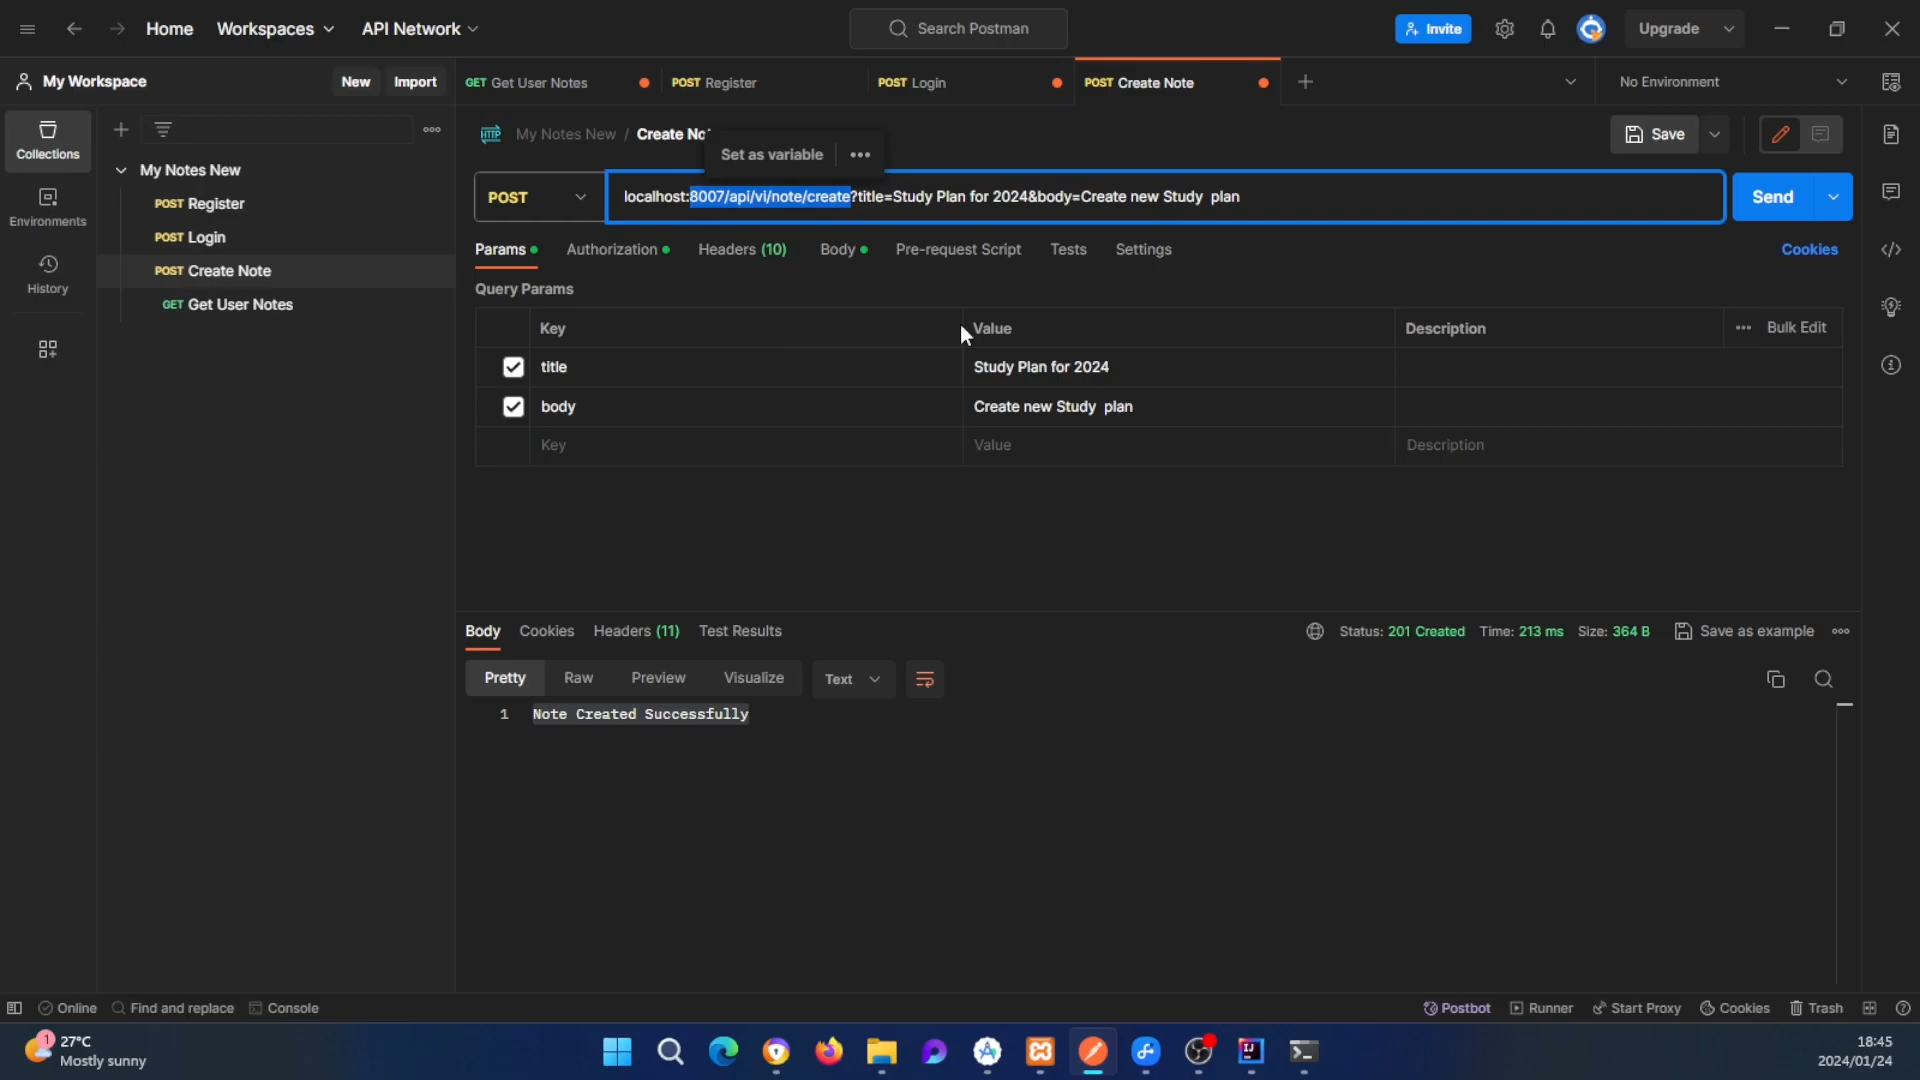 Home
Workspaces
API Network
Search Postman
Invite
Upgrade
My Workspace
New
Import
GET Get User Notes
POST Register
POST Login
POST Create Note
No Environment
Collections
Environments
History
My Notes New
POST Register
POST Login
POST Create Note
GET Get User Notes
HTTP
My Notes New / Create Not
Set as variable
Save
POST
localhost:8007/api/vi/note/create?title=Study Plan for 2024&body=Create new Study  plan
Send
Params
Authorization
Headers (10)
Body
Pre-request Script
Tests
Settings
Cookies
Query Params
Key
Value
Description
Bulk Edit
title
Study Plan for 2024
body
Create new Study  plan
Key
Value
Description
Body
Cookies
Headers (11)
Test Results
Status: 201 Created
Time: 213 ms
Size: 364 B
Save as example
Pretty
Raw
Preview
Visualize
Text
1
Note Created Successfully
Online
Find and replace
Console
Postbot
Runner
Start Proxy
Cookies
Trash
1
27°C
Mostly sunny
IJ
18:45
2024/01/24